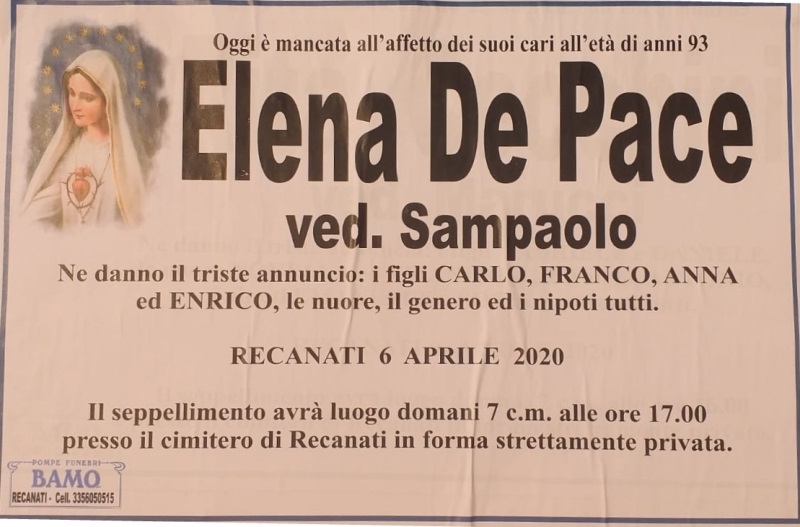 Oggi è mancata all'affetto dei suoi cari all'età di anni 93
Elena De Pace
ved. Sampaolo
Ne danno il triste annuncio: i figli CARLO, FRANCO, ANNA
ed ENRICO, le nuore, il genero ed i nipoti tutti.
RECANATI 6 APRILE 2020
Il seppellimento avrà luogo domani 7 c.m. alle ore 17.00
presso il cimitero di Recanati in forma strettamente privata.
POMPE FUNEBRI
BAMO
RECANATI - Cell. 3356050515